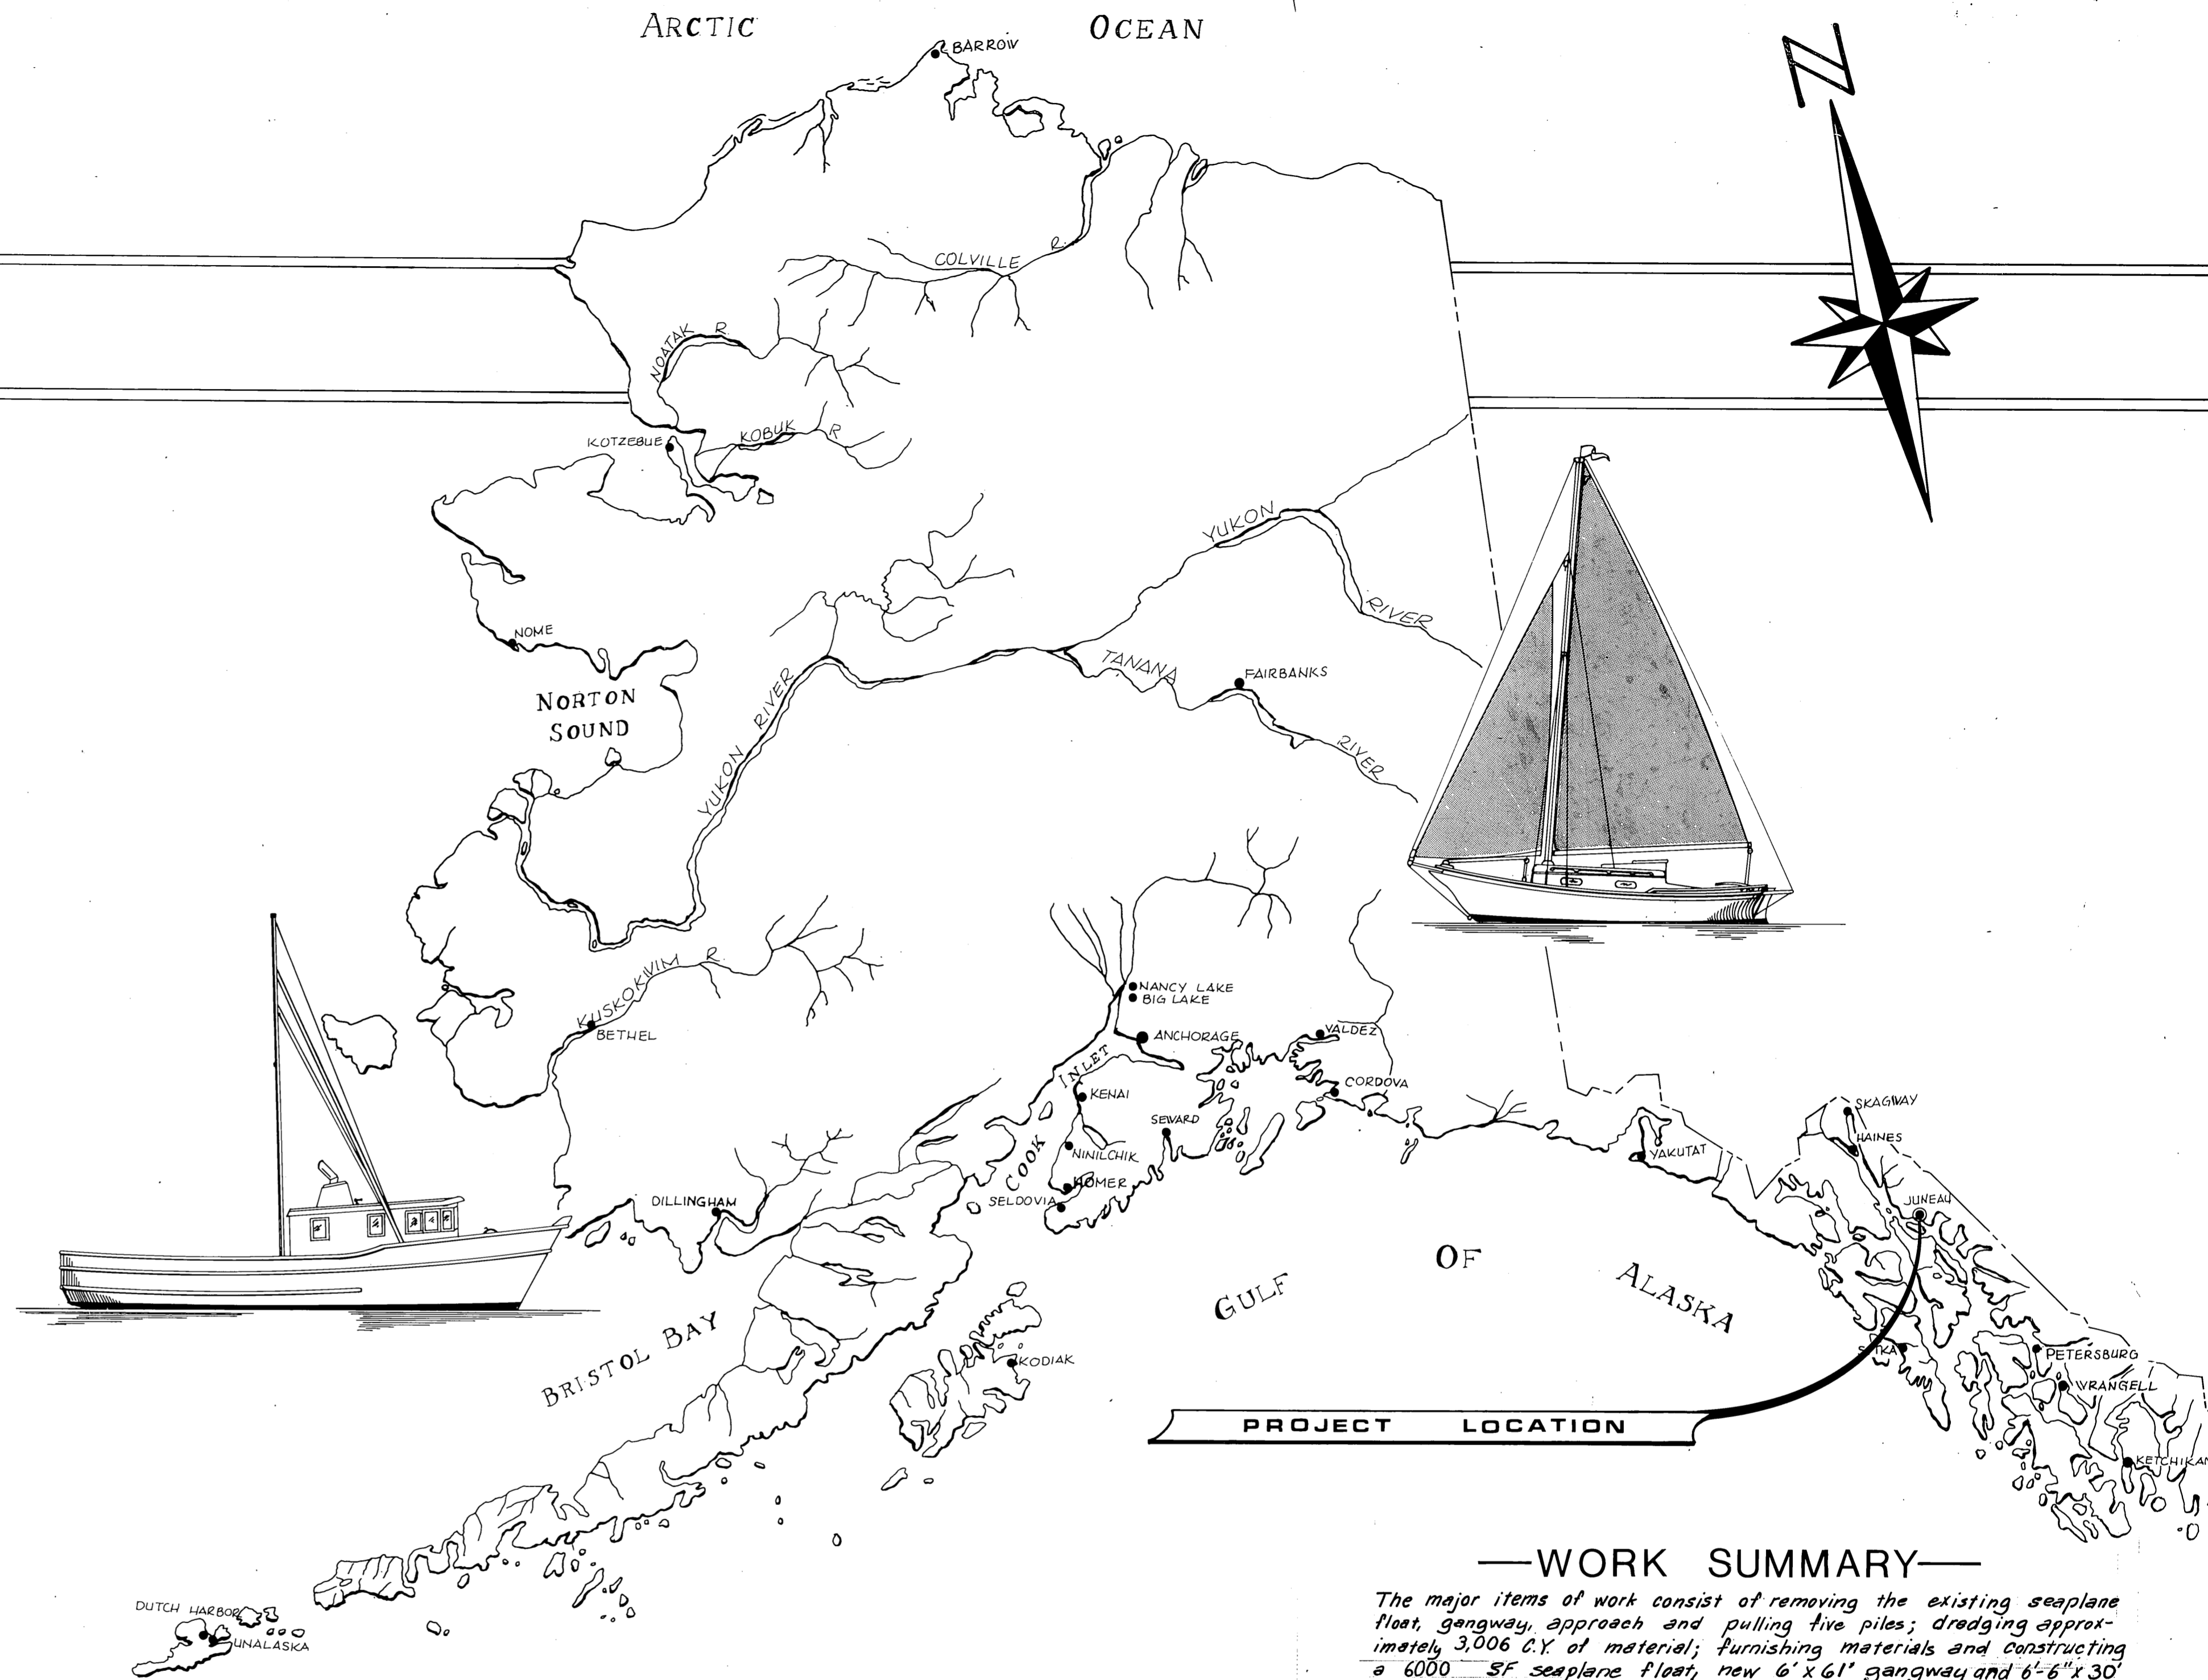 ARCTIC OCEAN
BARROW
N
COLVILLE R.
NOATAK R.
KOTZEBUE
KOBUK R
YUKON RIVER
NOME
TANANA RIVER
FAIRBANKS
NORTON
SOUND
YUKON RIVER
KUSKOKWIM R.
BETHEL
NANCY LAKE
BIG LAKE
ANCHORAGE
VALDEZ
COOK INLET
KENAI
CORDOVA
SEWARD
NINILCHIK
HOMER
SELDOVIA
YAKUTAT
SKAGWAY
HAINES
JUNEAU
DILLINGHAM
BRISTOL BAY
GULF OF ALASKA
KODIAK
SITKA
PETERSBURG
WRANGELL
KETCHIKAN
PROJECT LOCATION
DUTCH HARBOR
UNALASKA
WORK SUMMARY
The major items of work consist of removing the existing seaplane
float, gangway, approach and pulling five piles; dredging approx-
imately 3,006 C.Y. of material; furnishing materials and constructing
a 6000 SF seaplane float, new 6' x 61' gangway and 6'-6" x 30'